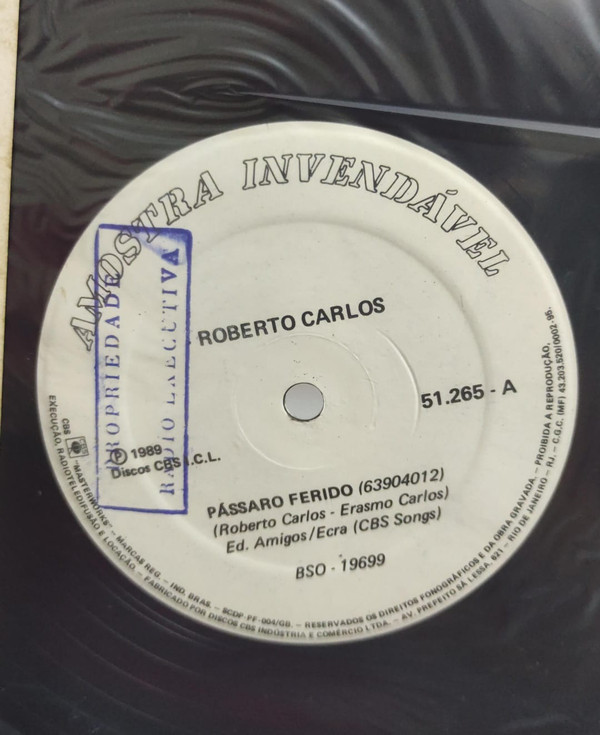 AMOSTRA INVENDÁVEL
PROPRIEDADE
RADIO EXECUTIVA
ROBERTO CARLOS
51.265 - A
℗ 1989
Discos CBS I.C.L.
PÁSSARO FERIDO (63904012)
(Roberto Carlos - Erasmo Carlos)
Ed. Amigos/Ecra (CBS Songs)
BSO - 19699
CBS "MASTERWORKS" - MARCAS REG. - IND. BRAS. - SCDP-PF-004/GB. - RESERVADOS OS DIREITOS FONOGRÁFICOS E DA OBRA GRAVADA. - PROIBIDA A REPRODUÇÃO,
EXECUÇÃO, RADIOTELEDIFUSÃO E LOCAÇÃO. - FABRICADO POR DISCOS CBS INDÚSTRIA E COMÉRCIO LTDA. - AV. PREFEITO SÁ LESSA, 621 - RIO DE JANEIRO - RJ. - C.G.C. (MF) 43.203.520/0002-95.